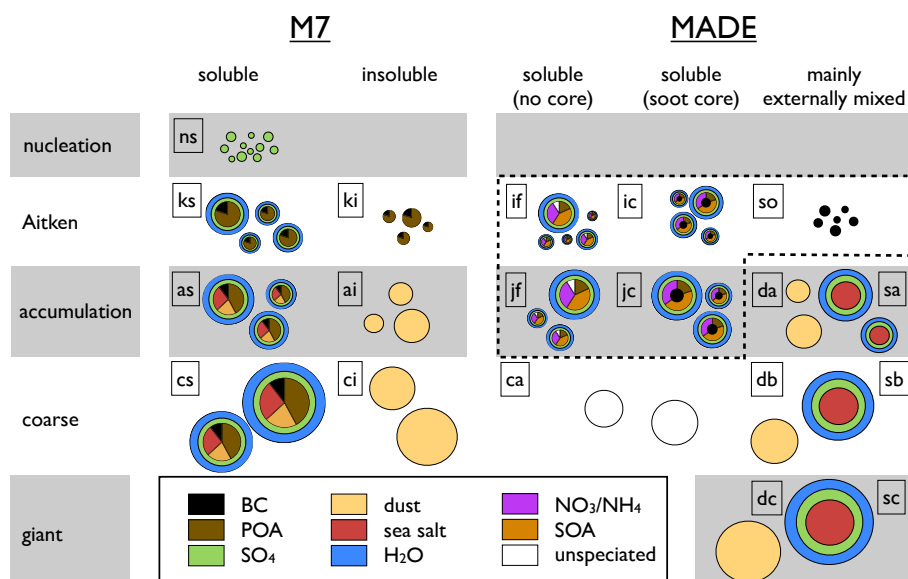 M7 MADE
soluble insoluble soluble soluble mainly
(no core) (soot core) externally mixed
nucleation ns
Aitken ks ki if ic so
accumulation as ai jf jc da sa
coarse cs ci ca db sb
giant dc sc
BC dust NO₃/NH₄
POA sea salt SOA
SO₄ H₂O unspeciated